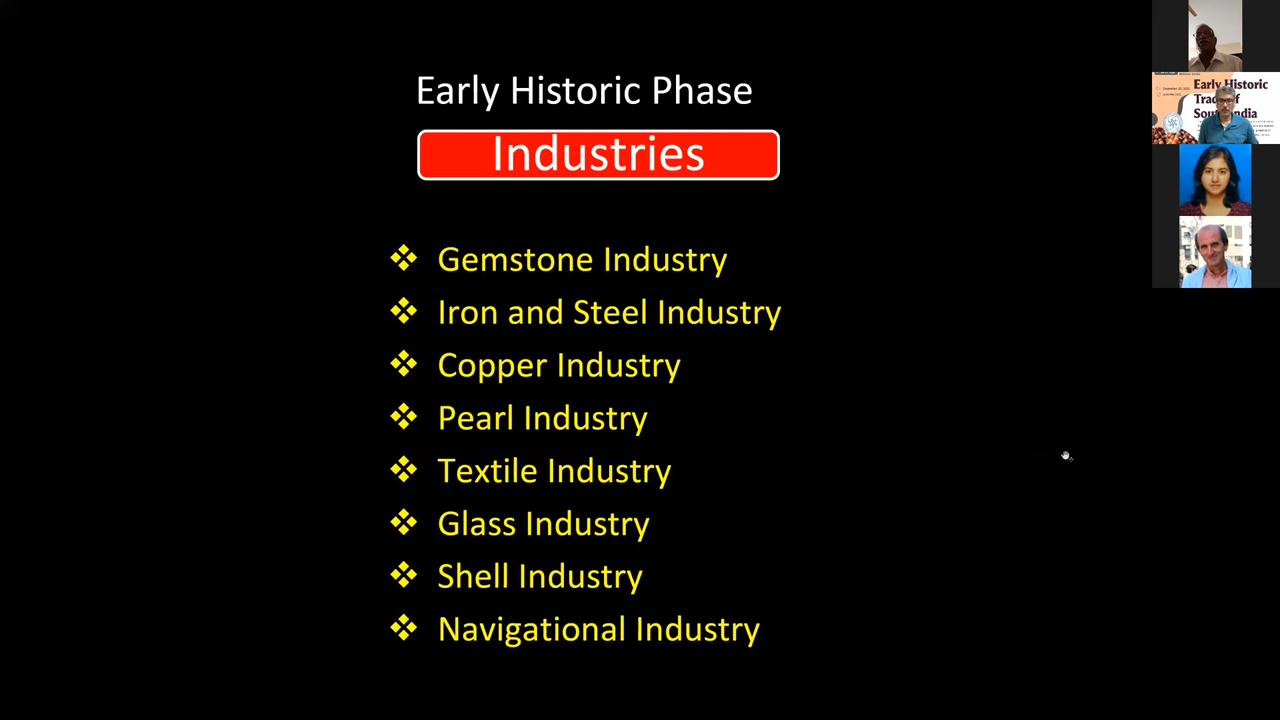 Early Historic Phase
Industries
❖ Gemstone Industry
❖ Iron and Steel Industry
❖ Copper Industry
❖ Pearl Industry
❖ Textile Industry
❖ Glass Industry
❖ Shell Industry
❖ Navigational Industry
Early Historic